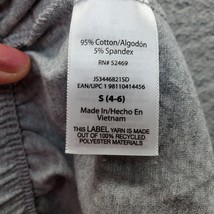 95% Cotton/Algodón
5% Spandex
RN# 52469
JS3446821SD
EAN/UPC 1 98110414456
S (4-6)
Made In/Hecho En
Vietnam
THIS LABEL YARN IS MADE
OUT OF 100% RECYCLED
POLYESTER MATERIALS